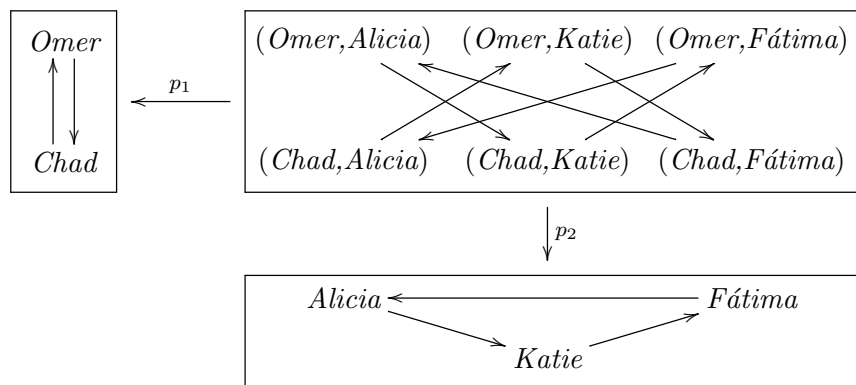 Omer
Chad
p1
(Omer,Alicia) (Omer,Katie) (Omer,Fátima)
(Chad,Alicia) (Chad,Katie) (Chad,Fátima)
p2
Alicia Fátima
Katie